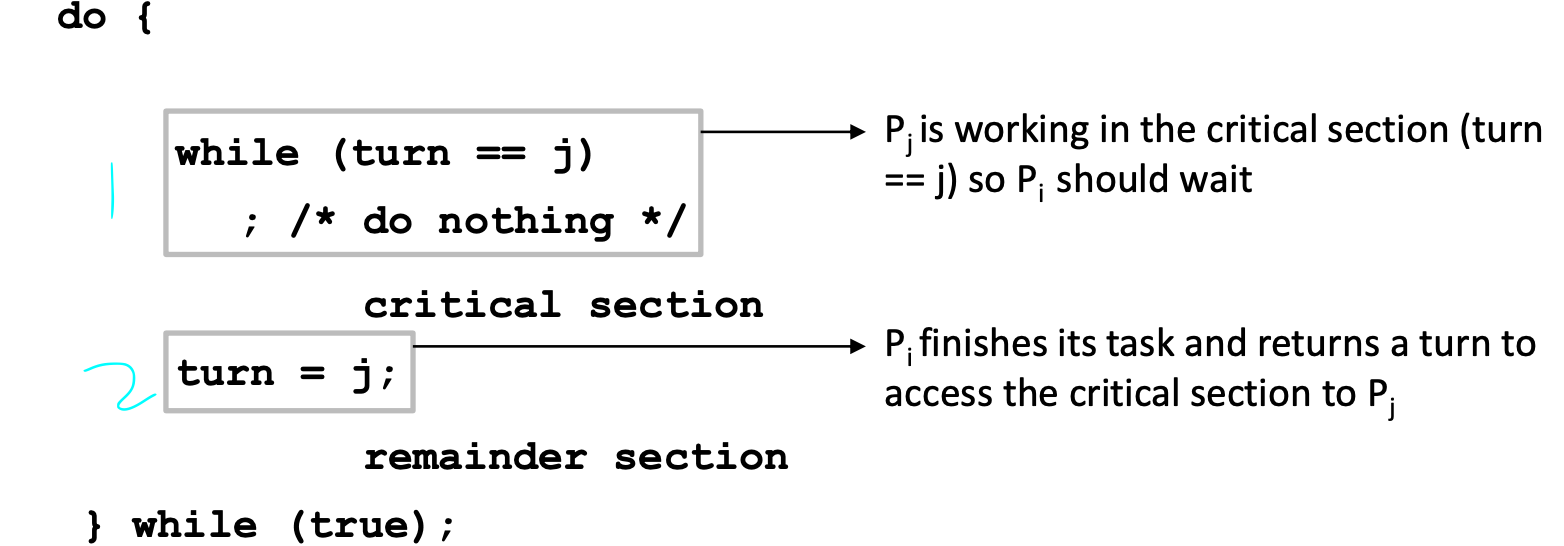 do {
while (turn == j)
P_j is working in the critical section (turn
== j) so P_i should wait
1
; /* do nothing */
critical section
P_i finishes its task and returns a turn to
access the critical section to P_j
2
turn = j;
remainder section
} while (true);